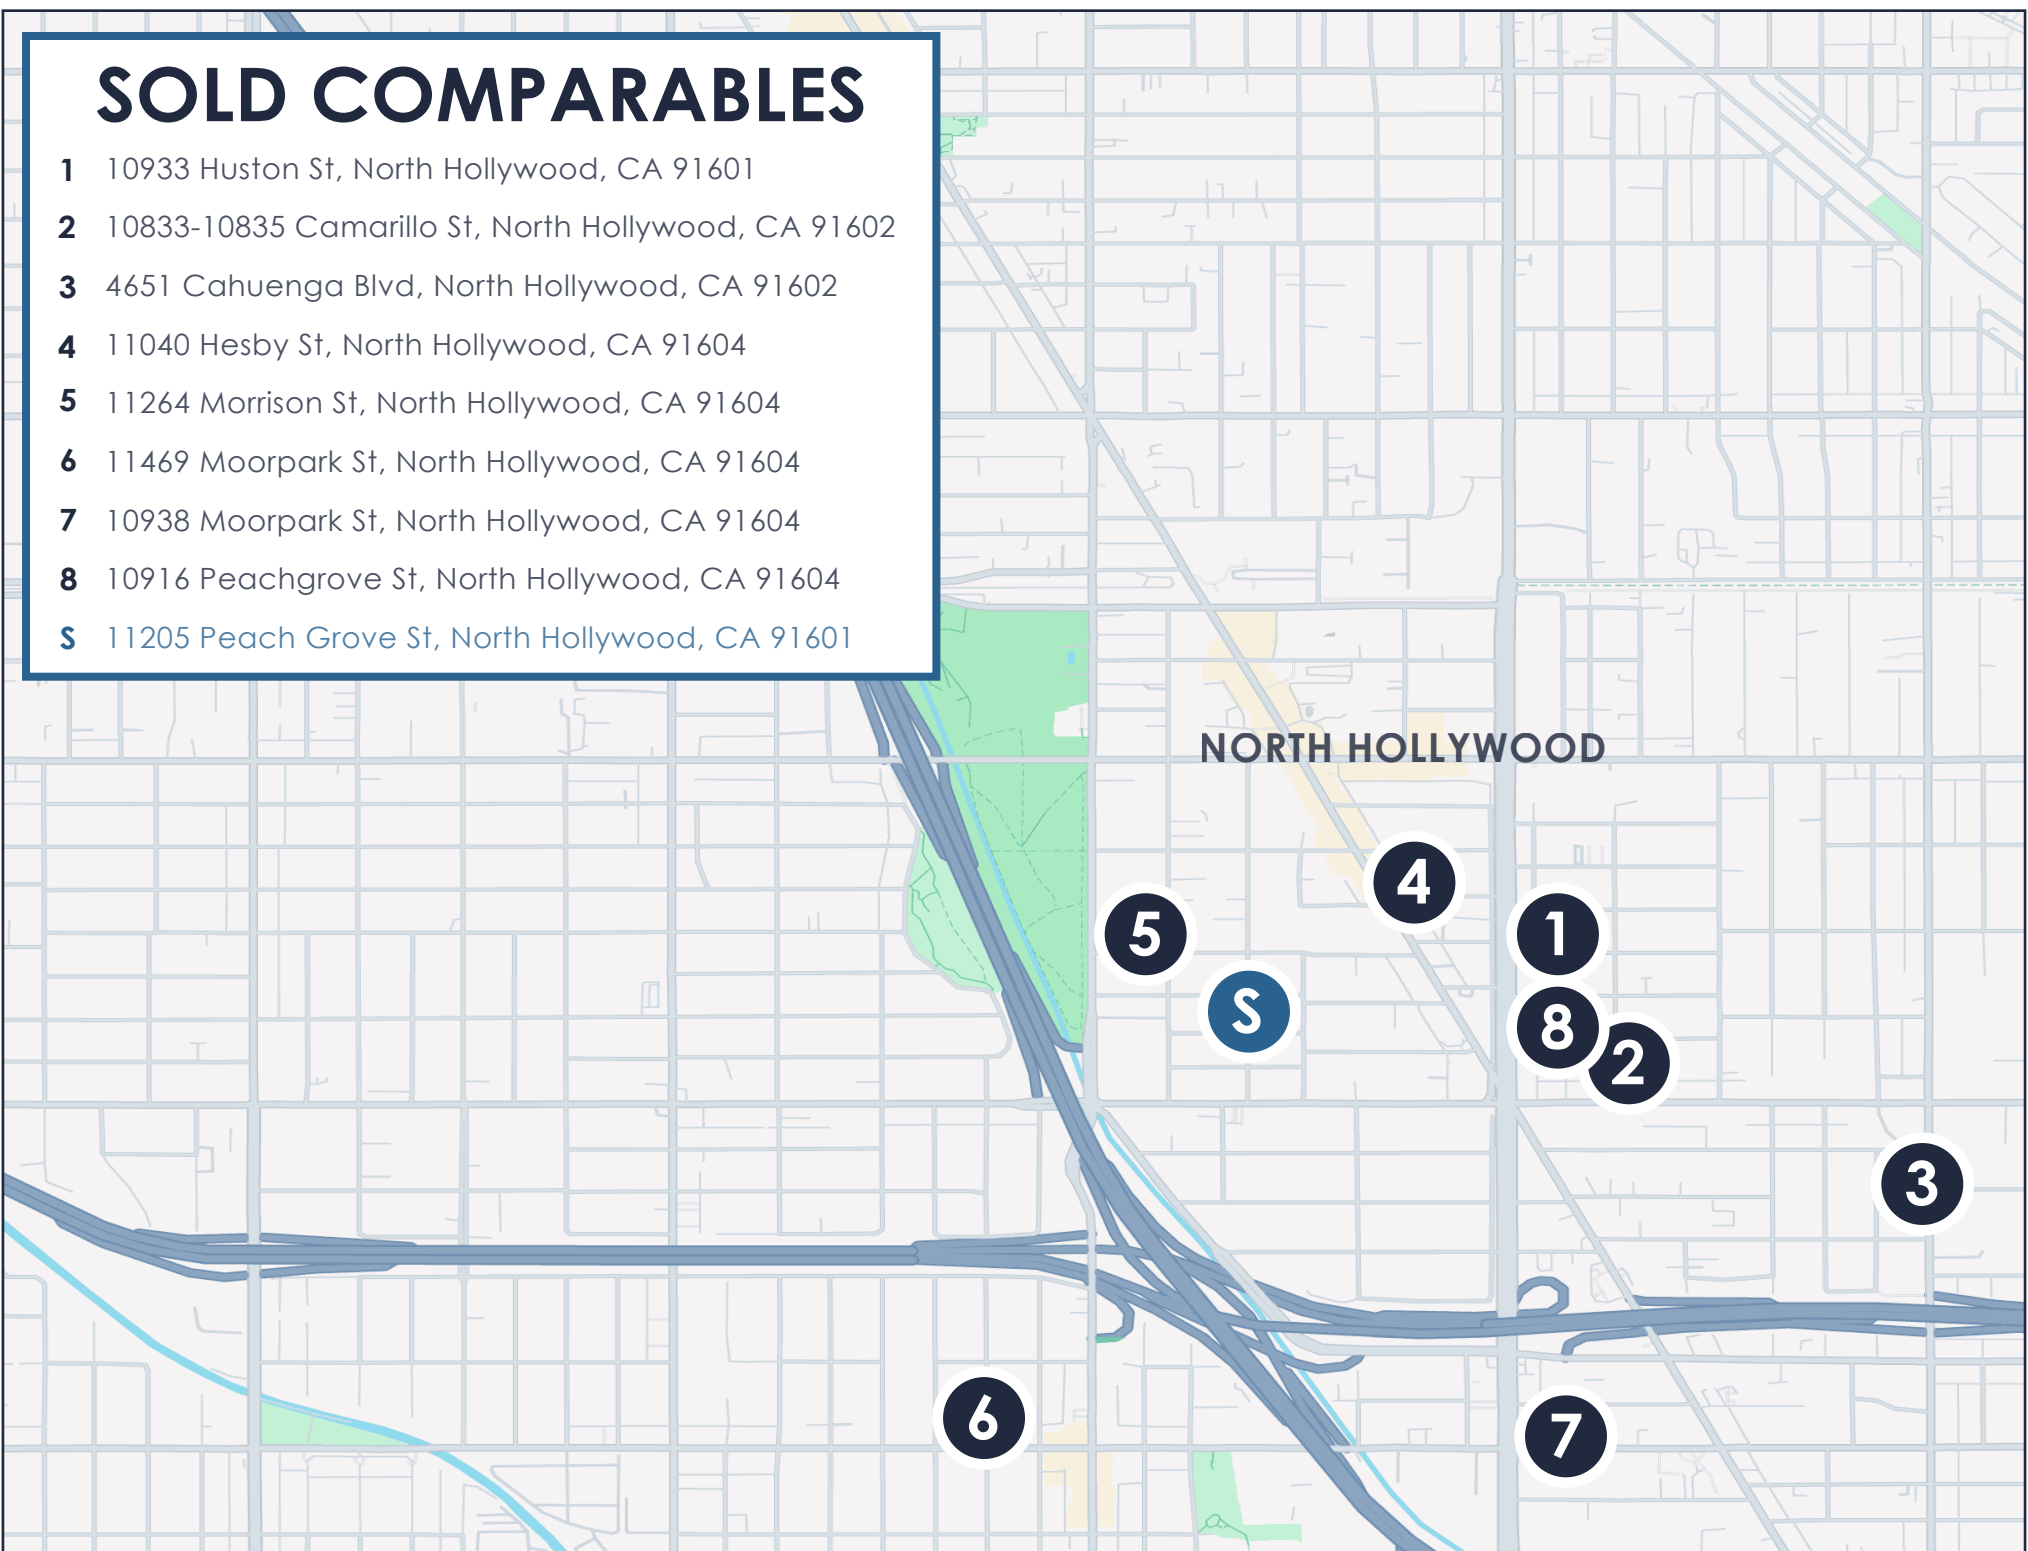 SOLD COMPARABLES
1 10933 Huston St, North Hollywood, CA 91601
2 10833-10835 Camarillo St, North Hollywood, CA 91602
3 4651 Cahuenga Blvd, North Hollywood, CA 91602
4 11040 Hesby St, North Hollywood, CA 91604
5 11264 Morrison St, North Hollywood, CA 91604
6 11469 Moorpark St, North Hollywood, CA 91604
7 10938 Moorpark St, North Hollywood, CA 91604
8 10916 Peachgrove St, North Hollywood, CA 91604
S 11205 Peach Grove St, North Hollywood, CA 91601
NORTH HOLLYWOOD
4
5
1
S
8
2
3
6
7